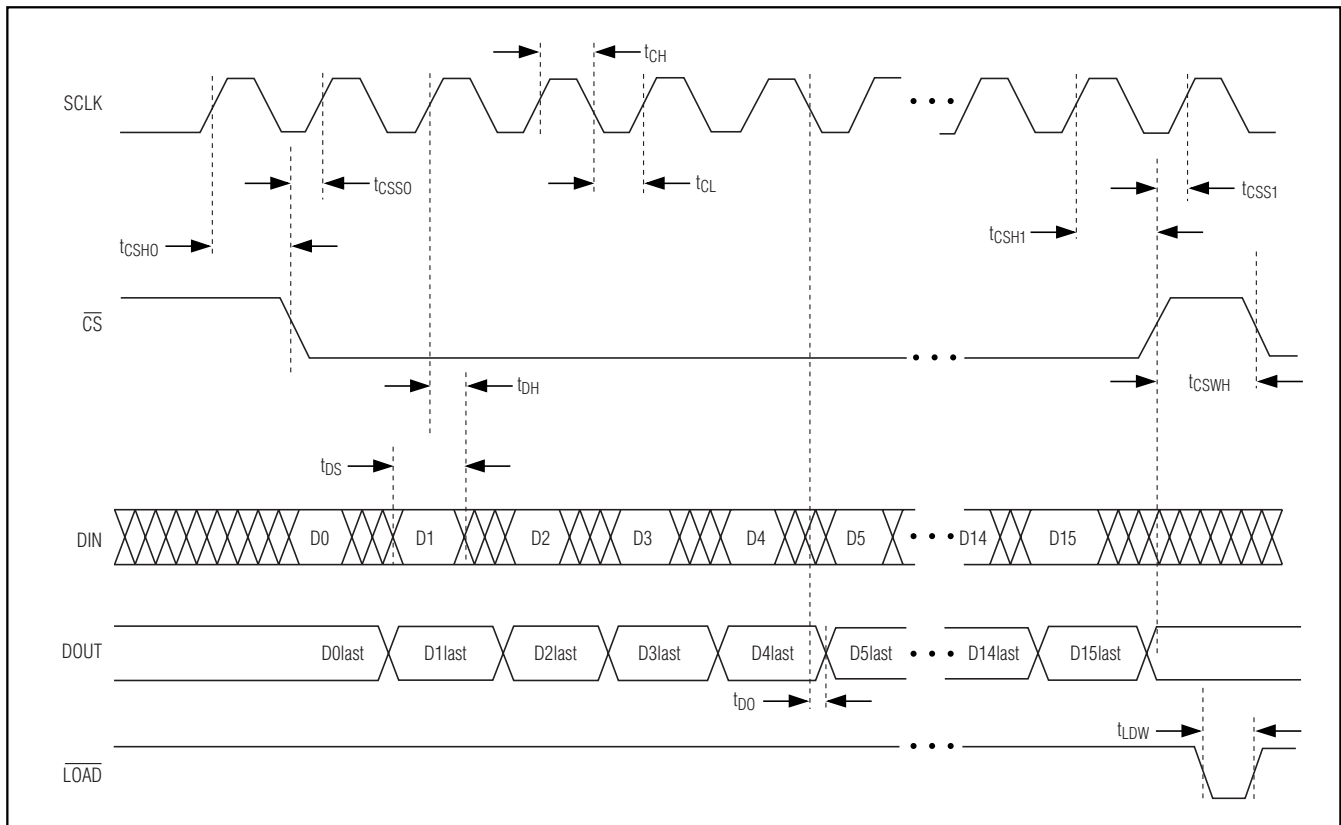 tCH
SCLK
tCSS0
tCL
tCSS1
tCSH0
tCSH1
CS
tDH
tCSWH
tDS
DIN
D0
D1
D2
D3
D4
D5
D14
D15
DOUT
D0last
D1last
D2last
D3last
D4last
D5last
D14last
D15last
tDO
tLDW
LOAD